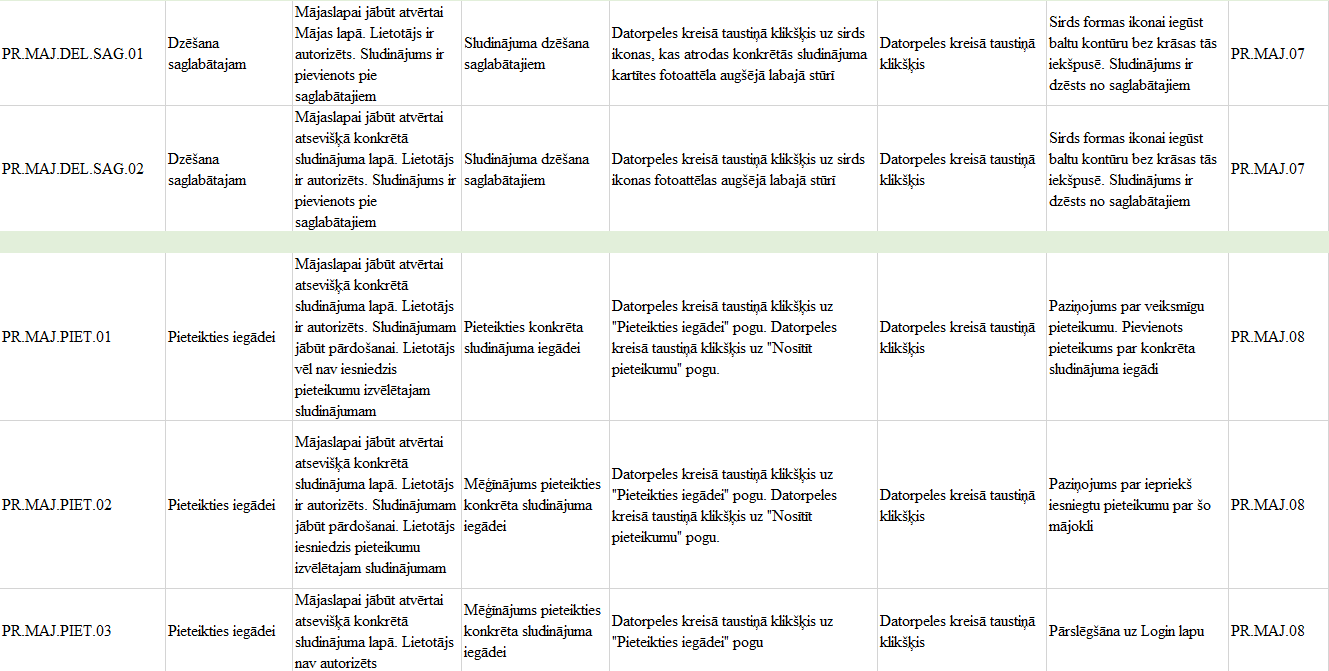 PR.MAJ.DEL.SAG.01
Dzēšana
saglabātajam
Mājaslapai jābūt atvērtai
Mājas lapā. Lietotājs ir
autorizēts. Sludinājums ir
pievienots pie
saglabātajiem
Sludinājuma dzēšana
saglabātajiem
Datorpeles kreisā taustiņā klikšķis uz sirds
ikonas, kas atrodas konkrētās sludinājuma
kartītes fotoattēla augšējā labajā stūrī
Datorpeles kreisā taustiņā
klikšķis
Sirds formas ikonai iegūst
baltu kontūru bez krāsas tās
iekšpusē. Sludinājums ir
dzēsts no saglabātajiem
PR.MAJ.07
PR.MAJ.DEL.SAG.02
Dzēšana
saglabātajam
Mājaslapai jābūt atvērtai
atsevišķā konkrētā
sludinājuma lapā. Lietotājs
ir autorizēts. Sludinājums ir
pievienots pie
saglabātajiem
Sludinājuma dzēšana
saglabātajiem
Datorpeles kreisā taustiņā klikšķis uz sirds
ikonas fotoattēlas augšējā labajā stūrī
Datorpeles kreisā taustiņā
klikšķis
Sirds formas ikonai iegūst
baltu kontūru bez krāsas tās
iekšpusē. Sludinājums ir
dzēsts no saglabātajiem
PR.MAJ.07
PR.MAJ.PIET.01
Pieteikties iegādei
Mājaslapai jābūt atvērtai
atsevišķā konkrētā
sludinājuma lapā. Lietotājs
ir autorizēts. Sludinājumam
jābūt pārdošanai. Lietotājs
vēl nav iesniedzis
pieteikumu izvēlētajam
sludinājumam
Pieteikties konkrēta
sludinājuma iegādei
Datorpeles kreisā taustiņā klikšķis uz
"Pieteikties iegādei" pogu. Datorpeles
kreisā taustiņā klikšķis uz "Nosītīt
pieteikumu" pogu.
Datorpeles kreisā taustiņā
klikšķis
Paziņojums par veiksmīgu
pieteikumu. Pievienots
pieteikums par konkrēta
sludinājuma iegādi
PR.MAJ.08
PR.MAJ.PIET.02
Pieteikties iegādei
Mājaslapai jābūt atvērtai
atsevišķā konkrētā
sludinājuma lapā. Lietotājs
ir autorizēts. Sludinājumam
jābūt pārdošanai. Lietotājs
iesniedzis pieteikumu
izvēlētajam sludinājumam
Mēģinājums pieteikties
konkrēta sludinājuma
iegādei
Datorpeles kreisā taustiņā klikšķis uz
"Pieteikties iegādei" pogu. Datorpeles
kreisā taustiņā klikšķis uz "Nosītīt
pieteikumu" pogu.
Datorpeles kreisā taustiņā
klikšķis
Paziņojums par iepriekš
iesniegtu pieteikumu par šo
mājokli
PR.MAJ.08
PR.MAJ.PIET.03
Pieteikties iegādei
Mājaslapai jābūt atvērtai
atsevišķā konkrētā
sludinājuma lapā. Lietotājs
nav autorizēts
Mēģīnājums pieteikties
konkrēta sludinājuma
iegādei
Datorpeles kreisā taustiņā klikšķis uz
"Pieteikties iegādei" pogu
Datorpeles kreisā taustiņā
klikšķis
Pārslēgšāna uz Login lapu
PR.MAJ.08